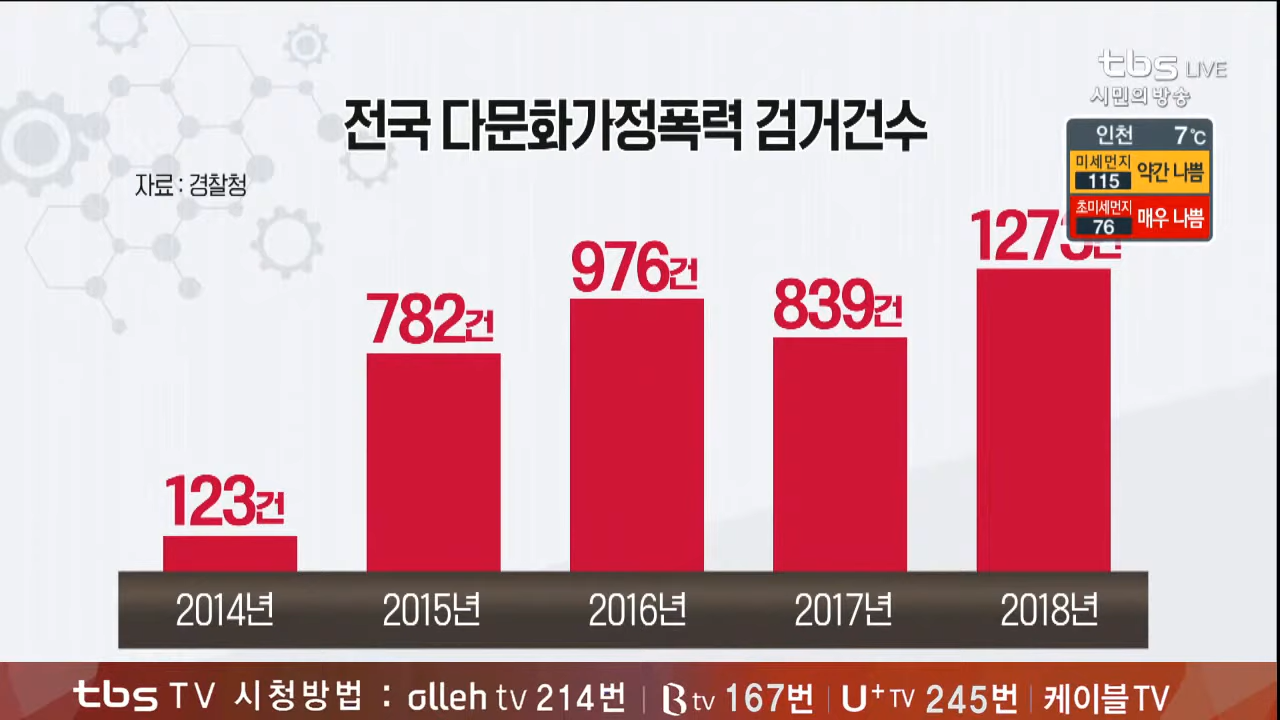 tbs LIVE
시민의 방송
전국 다문화가정폭력 검거건수
인천 7℃
미세먼지 115 약간 나쁨
초미세먼지 76 매우 나쁨
자료 : 경찰청
123건
782건
976건
839건
1273건
2014년 2015년 2016년 2017년 2018년
tbs TV 시청방법 : olleh tv 214번 | B tv 167번 | U+TV 245번 | 케이블TV